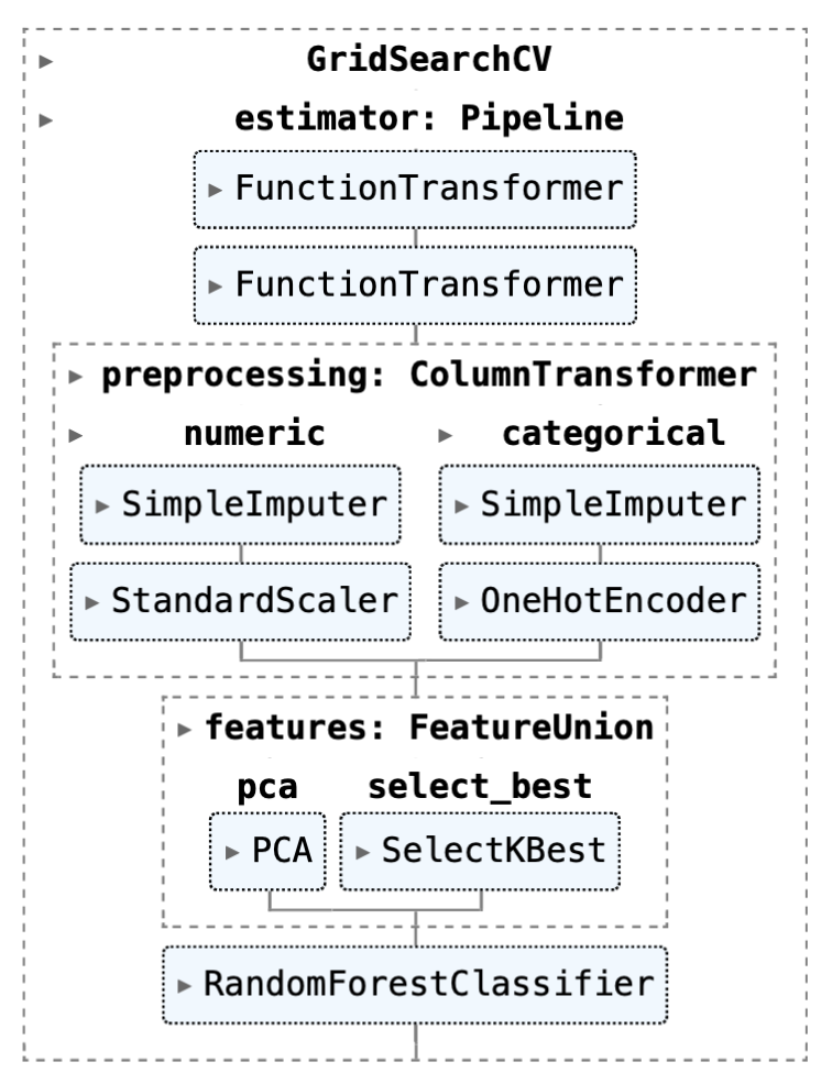 GridSearchCV
estimator: Pipeline
FunctionTransformer
FunctionTransformer
preprocessing: ColumnTransformer
numeric categorical
SimpleImputer SimpleImputer
StandardScaler OneHotEncoder
features: FeatureUnion
pca select_best
PCA SelectKBest
RandomForestClassifier